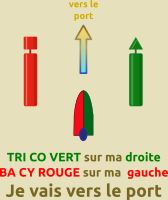 vers le
port
TRI CO VERT sur ma droite
BA CY ROUGE sur ma gauche
Je vais vers le port